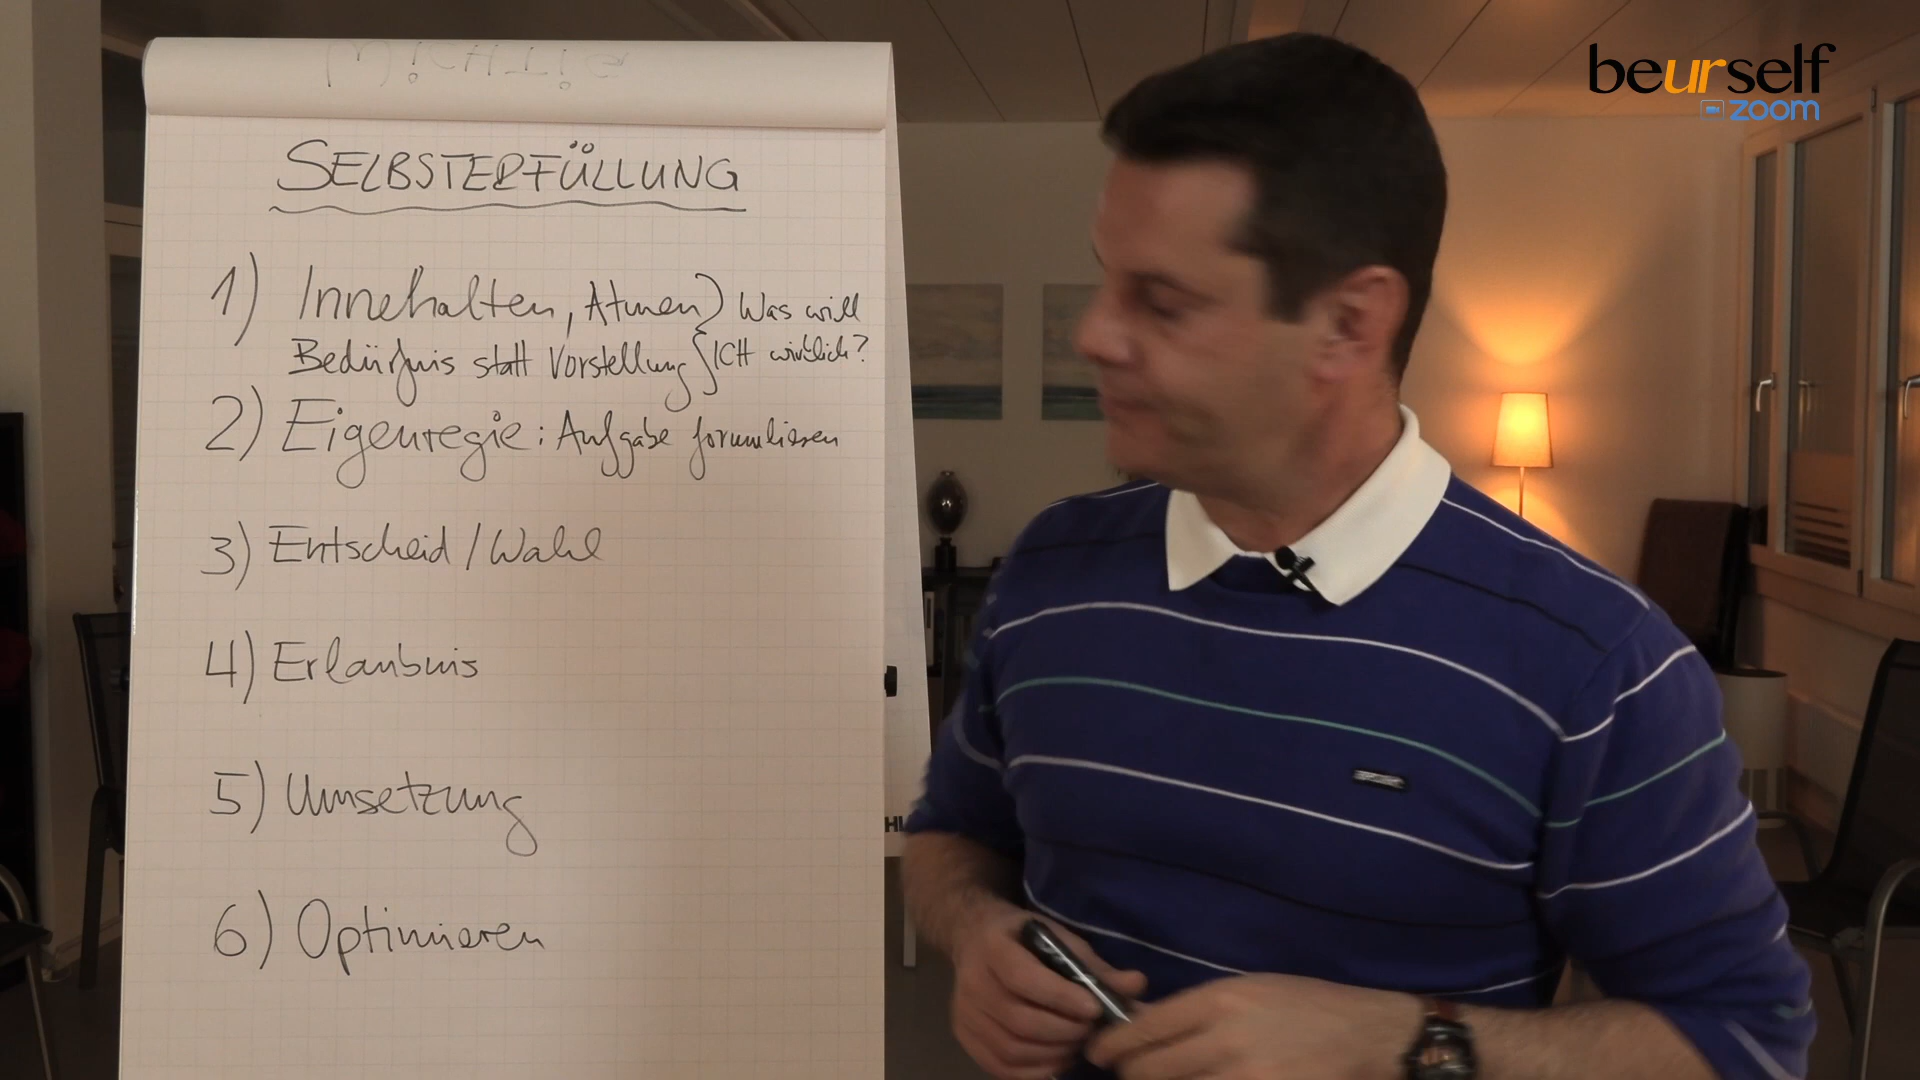 beurself
zoom
SELBSTERFÜLLUNG
1) Innehalten, Atmen } Was will
Bedürfnis statt Vorstellung { ICH wirklich?
2) Eigenregie: Aufgabe formulieren
3) Entscheid / Wahl
4) Erlaubnis
5) Umsetzung
6) Optimieren